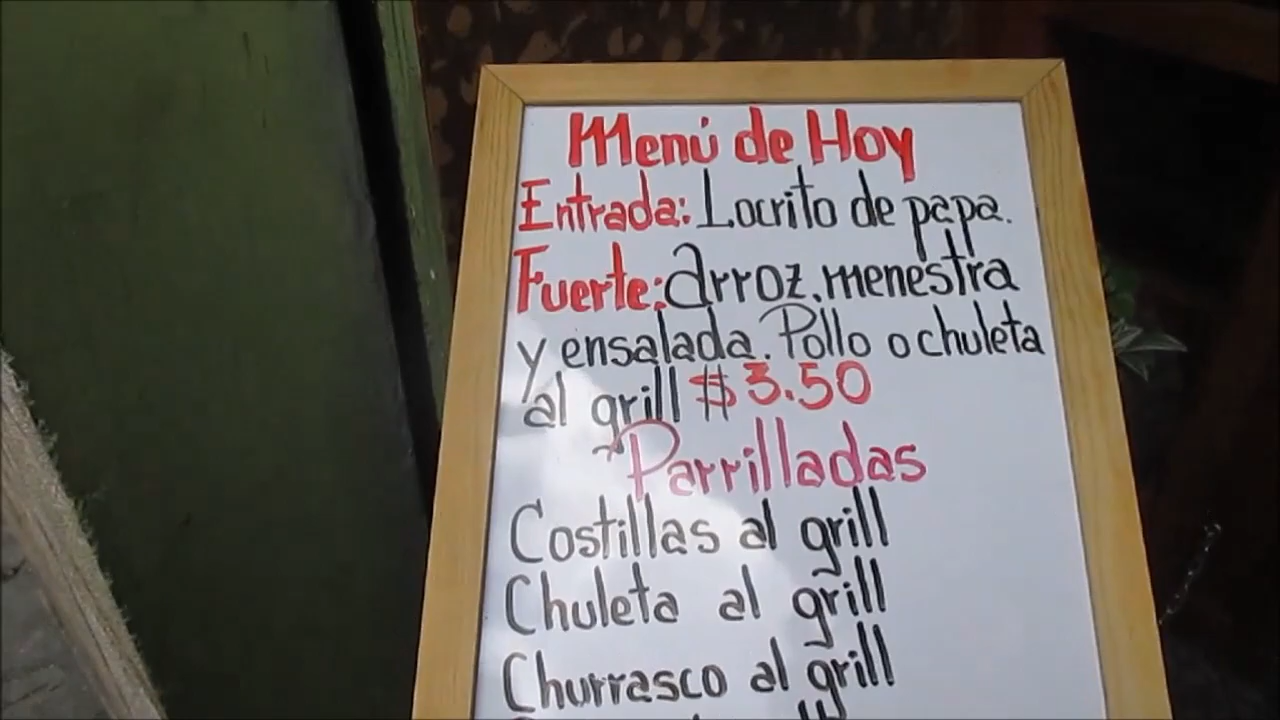 Menú de Hoy
Entrada: Locrito de papa.
Fuerte: Arroz, menestra
y ensalada. Pollo o chuleta
al grill $3.50
Parrilladas
Costillas al grill
Chuleta al grill
Churrasco al grill